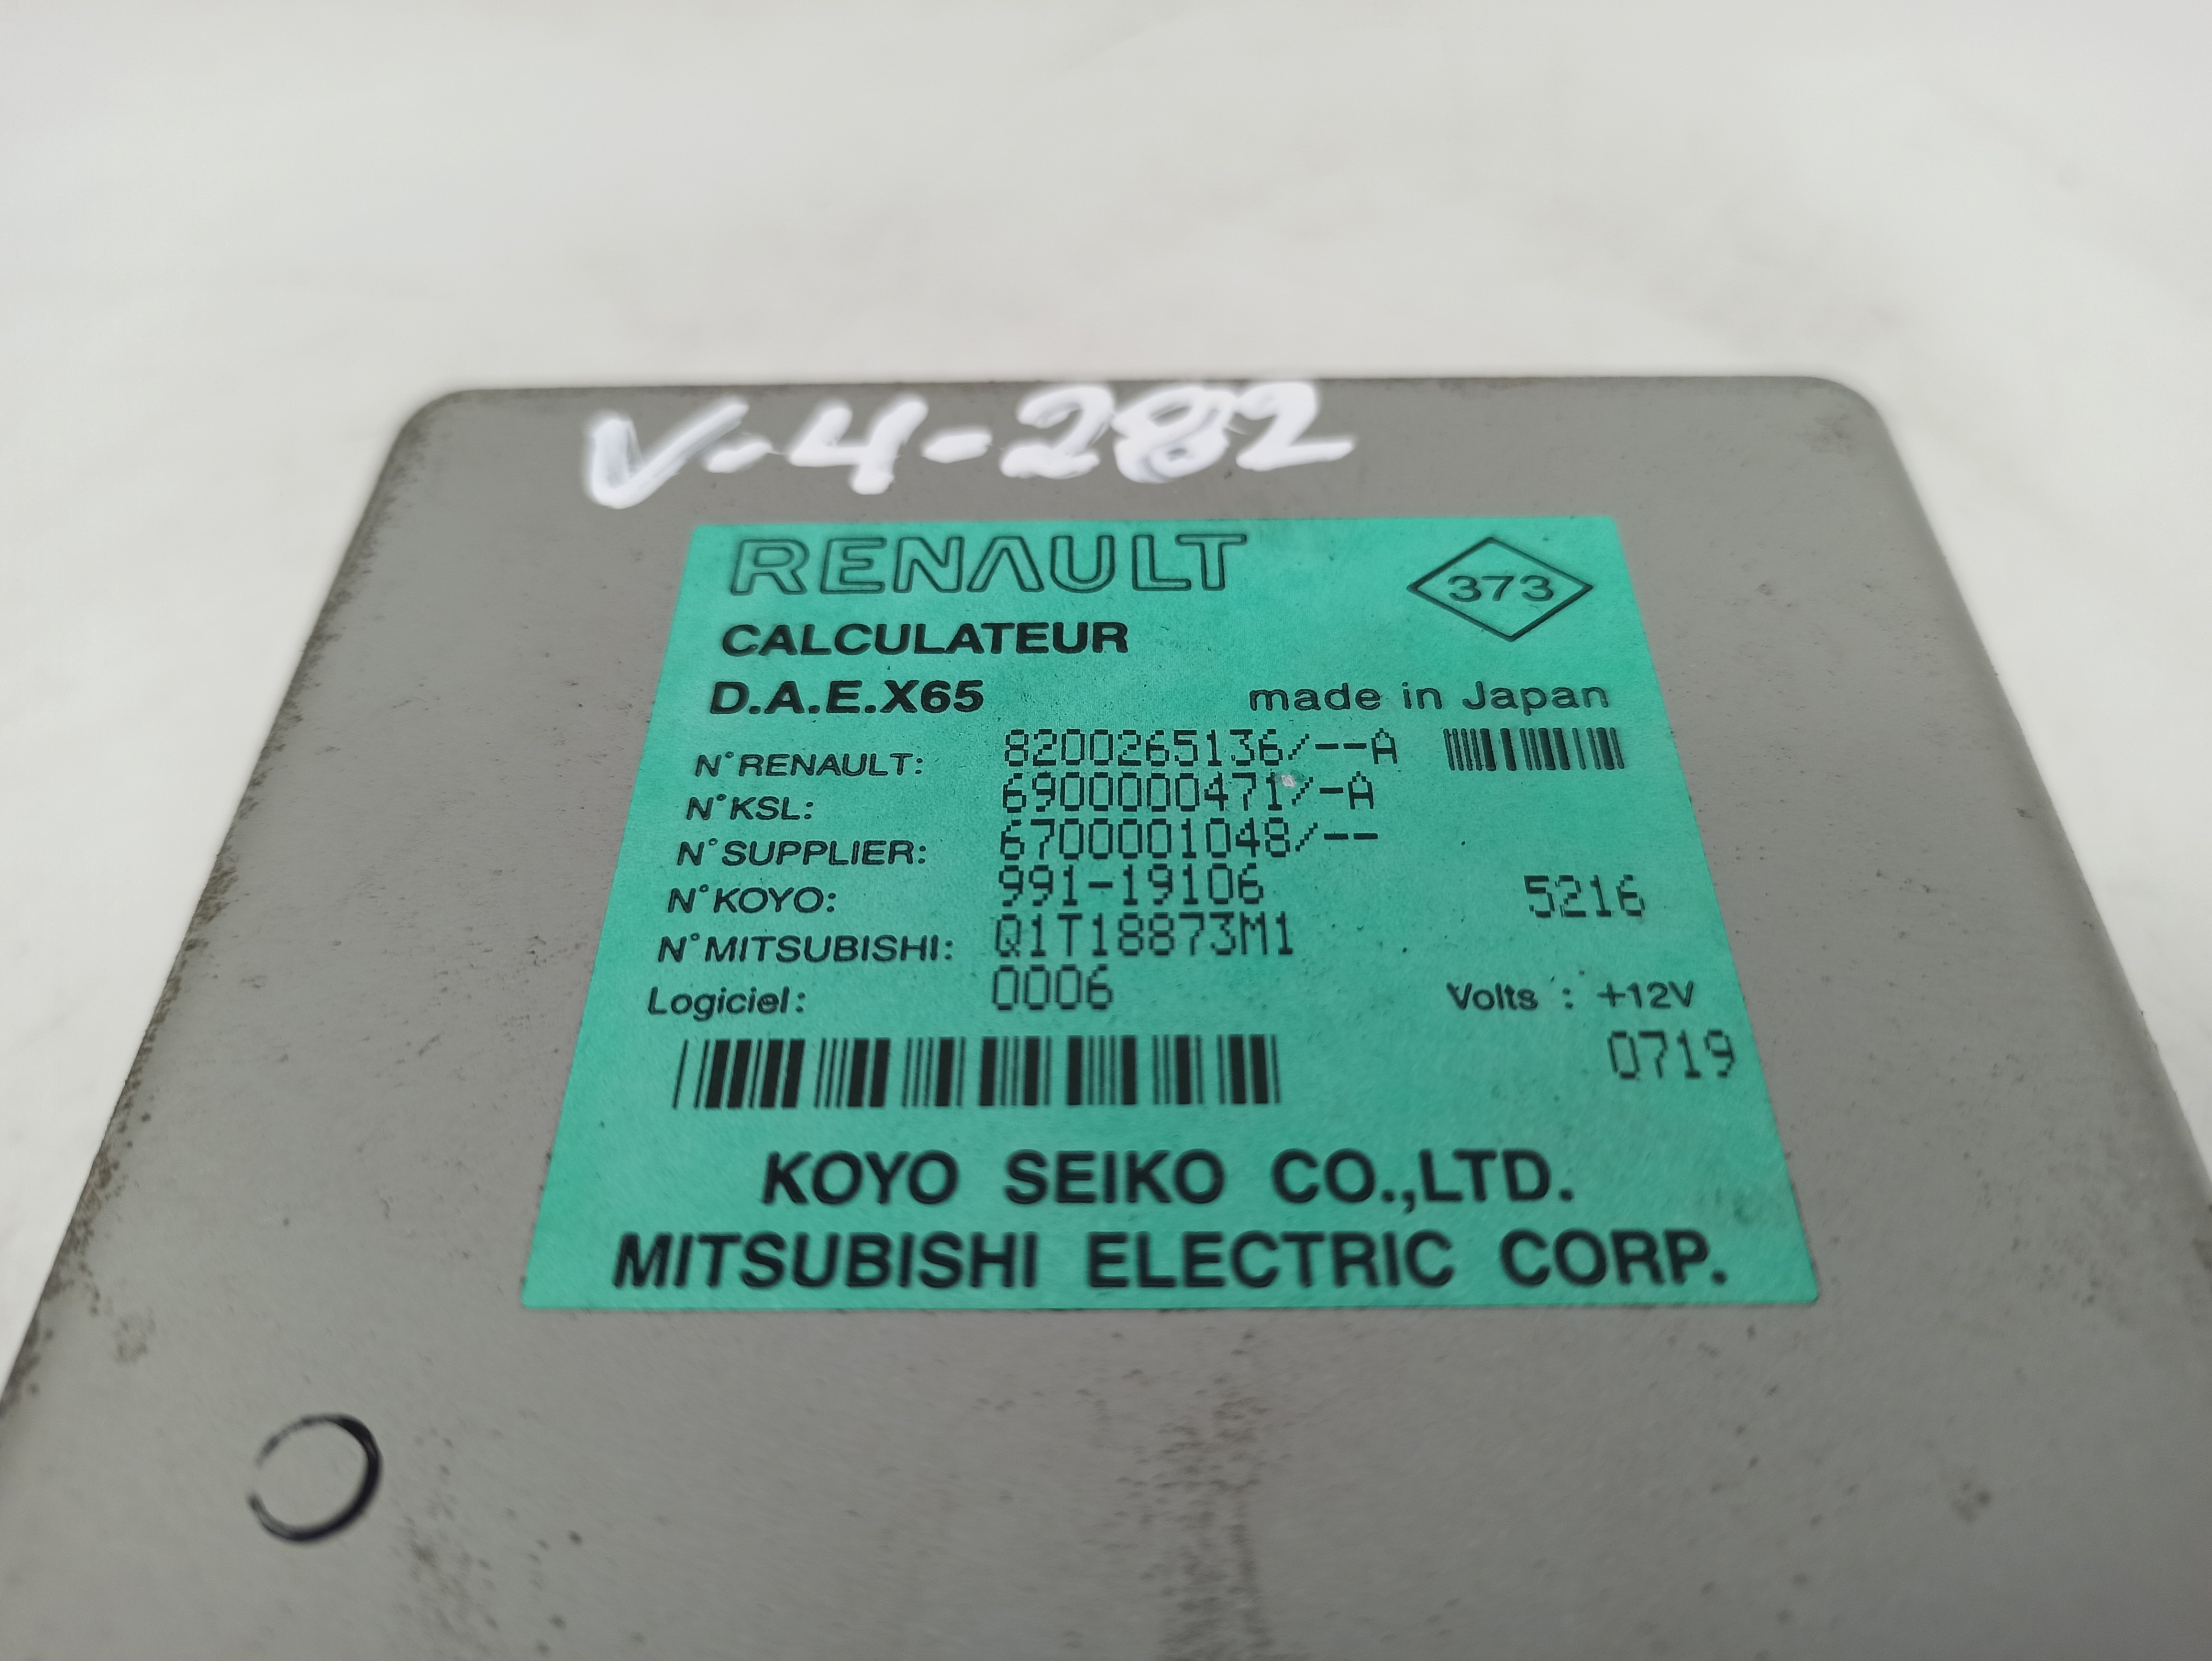 V-4-282
RENAULT
373
CALCULATEUR
D.A.E.X65
made in Japan
N°RENAULT: 8200265136/--A
N°KSL: 6900000471/-A
N°SUPPLIER: 6700001048/--
N°KOYO: 991-19106
5216
N°MITSUBISHI: Q1T18873M1
Logiciel: 0006
Volts : +12V
0719
KOYO SEIKO CO.,LTD.
MITSUBISHI ELECTRIC CORP.